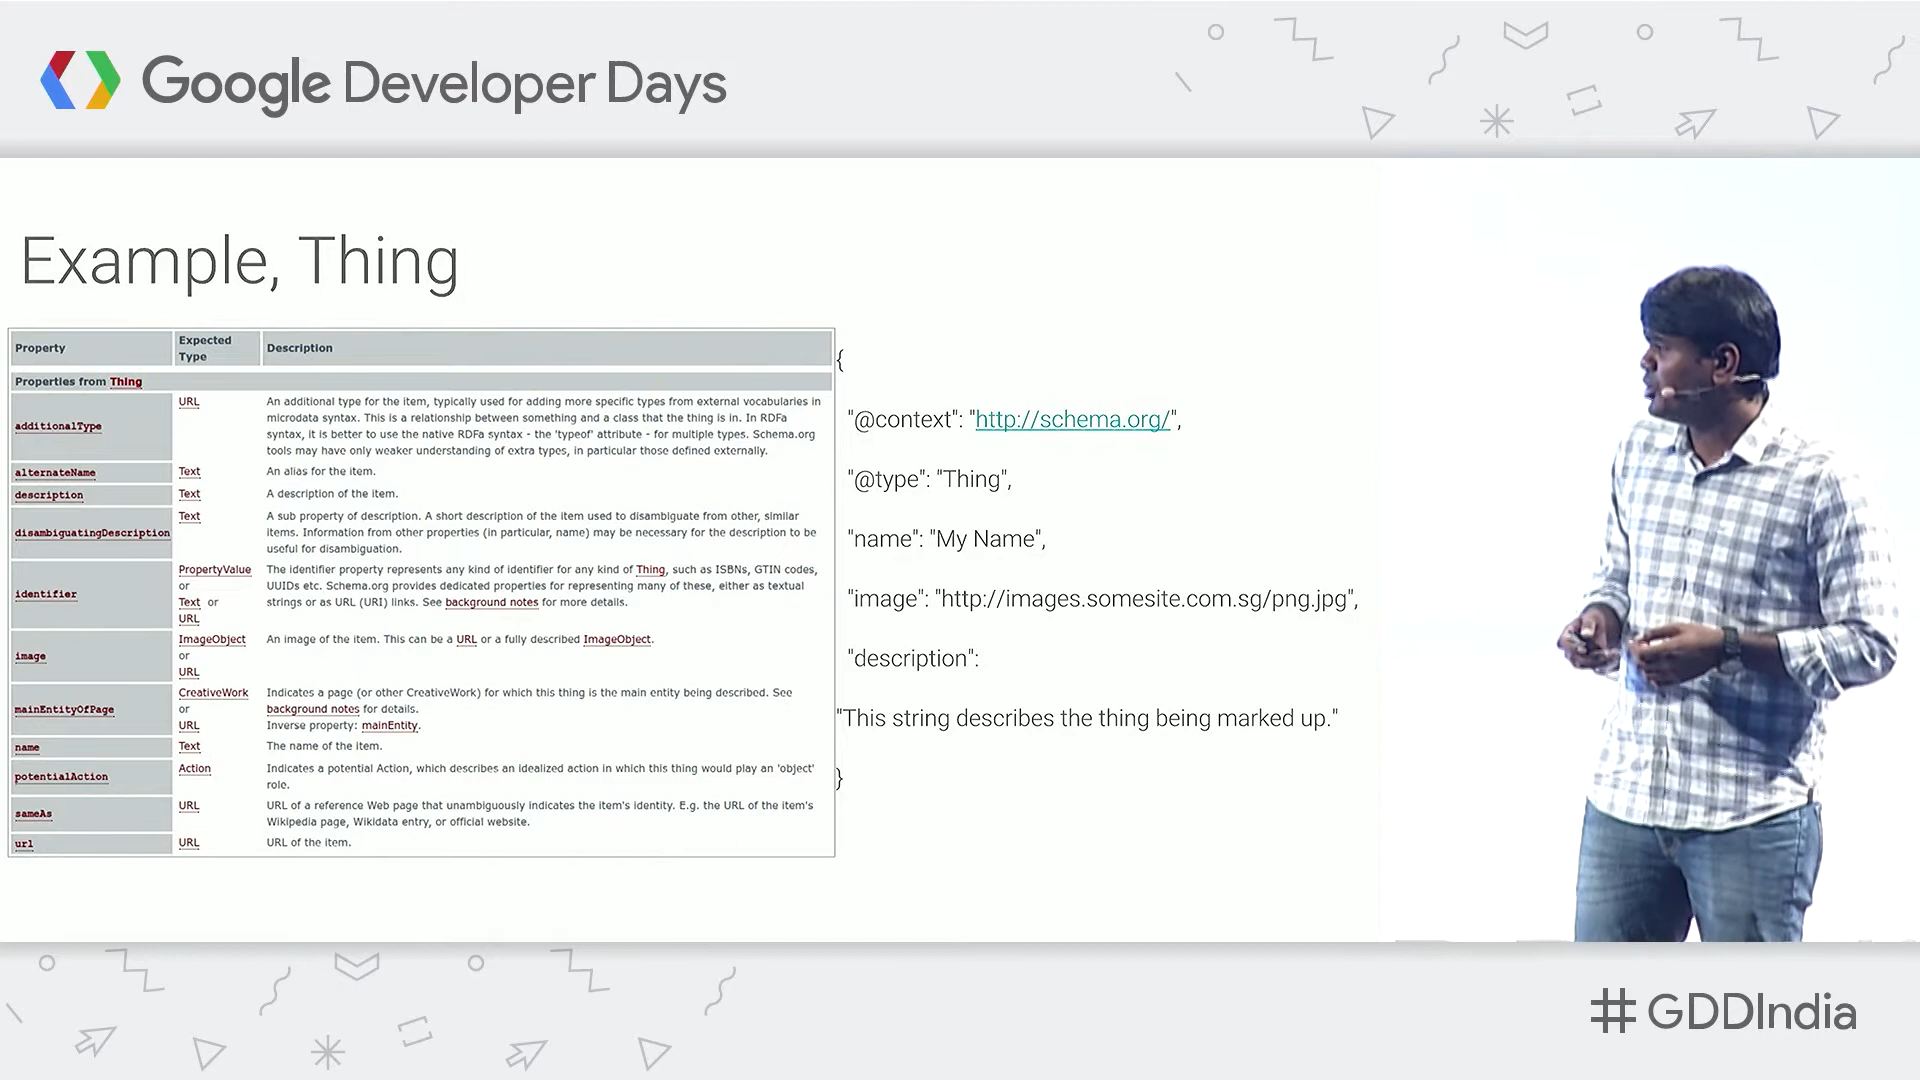 Google Developer Days
Example, Thing
Property
Expected
Type
Description
Properties from Thing
additionalType
URL
An additional type for the item, typically used for adding more specific types from external vocabularies in
microdata syntax. This is a relationship between something and a class that the thing is in. In RDFa
syntax, it is better to use the native RDFa syntax - the 'typeof' attribute - for multiple types. Schema.org
tools may have only weaker understanding of extra types, in particular those defined externally.
alternateName
Text
An alias for the item.
description
Text
A description of the item.
disambiguatingDescription
Text
A sub property of description. A short description of the item used to disambiguate from other, similar
items. Information from other properties (in particular, name) may be necessary for the description to be
useful for disambiguation.
identifier
PropertyValue
or
Text or
URL
The identifier property represents any kind of identifier for any kind of Thing, such as ISBNs, GTIN codes,
UUIDs etc. Schema.org provides dedicated properties for representing many of these, either as textual
strings or as URL (URI) links. See background notes for more details.
image
ImageObject
or
URL
An image of the item. This can be a URL or a fully described ImageObject.
mainEntityOfPage
CreativeWork
or
URL
Indicates a page (or other CreativeWork) for which this thing is the main entity being described. See
background notes for details.
Inverse property: mainEntity.
name
Text
The name of the item.
potentialAction
Action
Indicates a potential Action, which describes an idealized action in which this thing would play an 'object'
role.
sameAs
URL
URL of a reference Web page that unambiguously indicates the item's identity. E.g. the URL of the item's
Wikipedia page, Wikidata entry, or official website.
url
URL
URL of the item.
{
"@context": "http://schema.org/",
"@type": "Thing",
"name": "My Name",
"image": "http://images.somesite.com.sg/png.jpg",
"description":
"This string describes the thing being marked up."
}
# GDDIndia